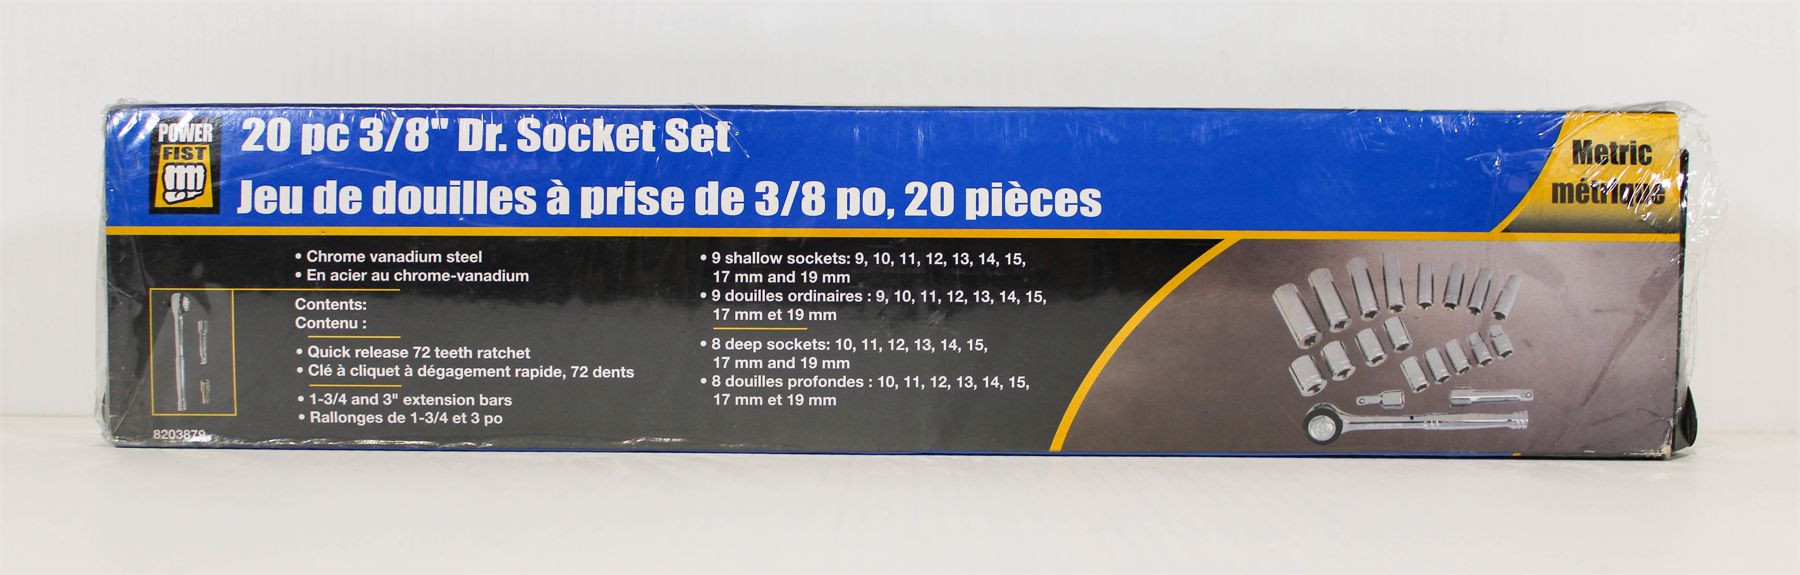 POWER
FIST
20 pc 3/8" Dr. Socket Set
Jeu de douilles à prise de 3/8 po, 20 pièces
Metric
métrique
• Chrome vanadium steel
• En acier au chrome-vanadium
Contents:
Contenu :
• Quick release 72 teeth ratchet
• Clé à cliquet à dégagement rapide, 72 dents
• 1-3/4 and 3" extension bars
• Rallonges de 1-3/4 et 3 po
• 9 shallow sockets: 9, 10, 11, 12, 13, 14, 15,
17 mm and 19 mm
• 9 douilles ordinaires : 9, 10, 11, 12, 13, 14, 15,
17 mm et 19 mm
• 8 deep sockets: 10, 11, 12, 13, 14, 15,
17 mm and 19 mm
• 8 douilles profondes : 10, 11, 12, 13, 14, 15,
17 mm et 19 mm
8203879